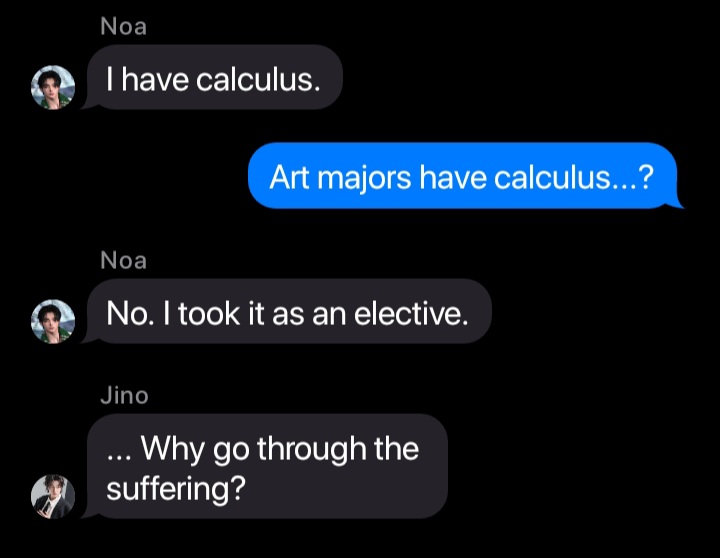 Noa
I have calculus.
Art majors have calculus...?
Noa
No. I took it as an elective.
Jino
... Why go through the
suffering?